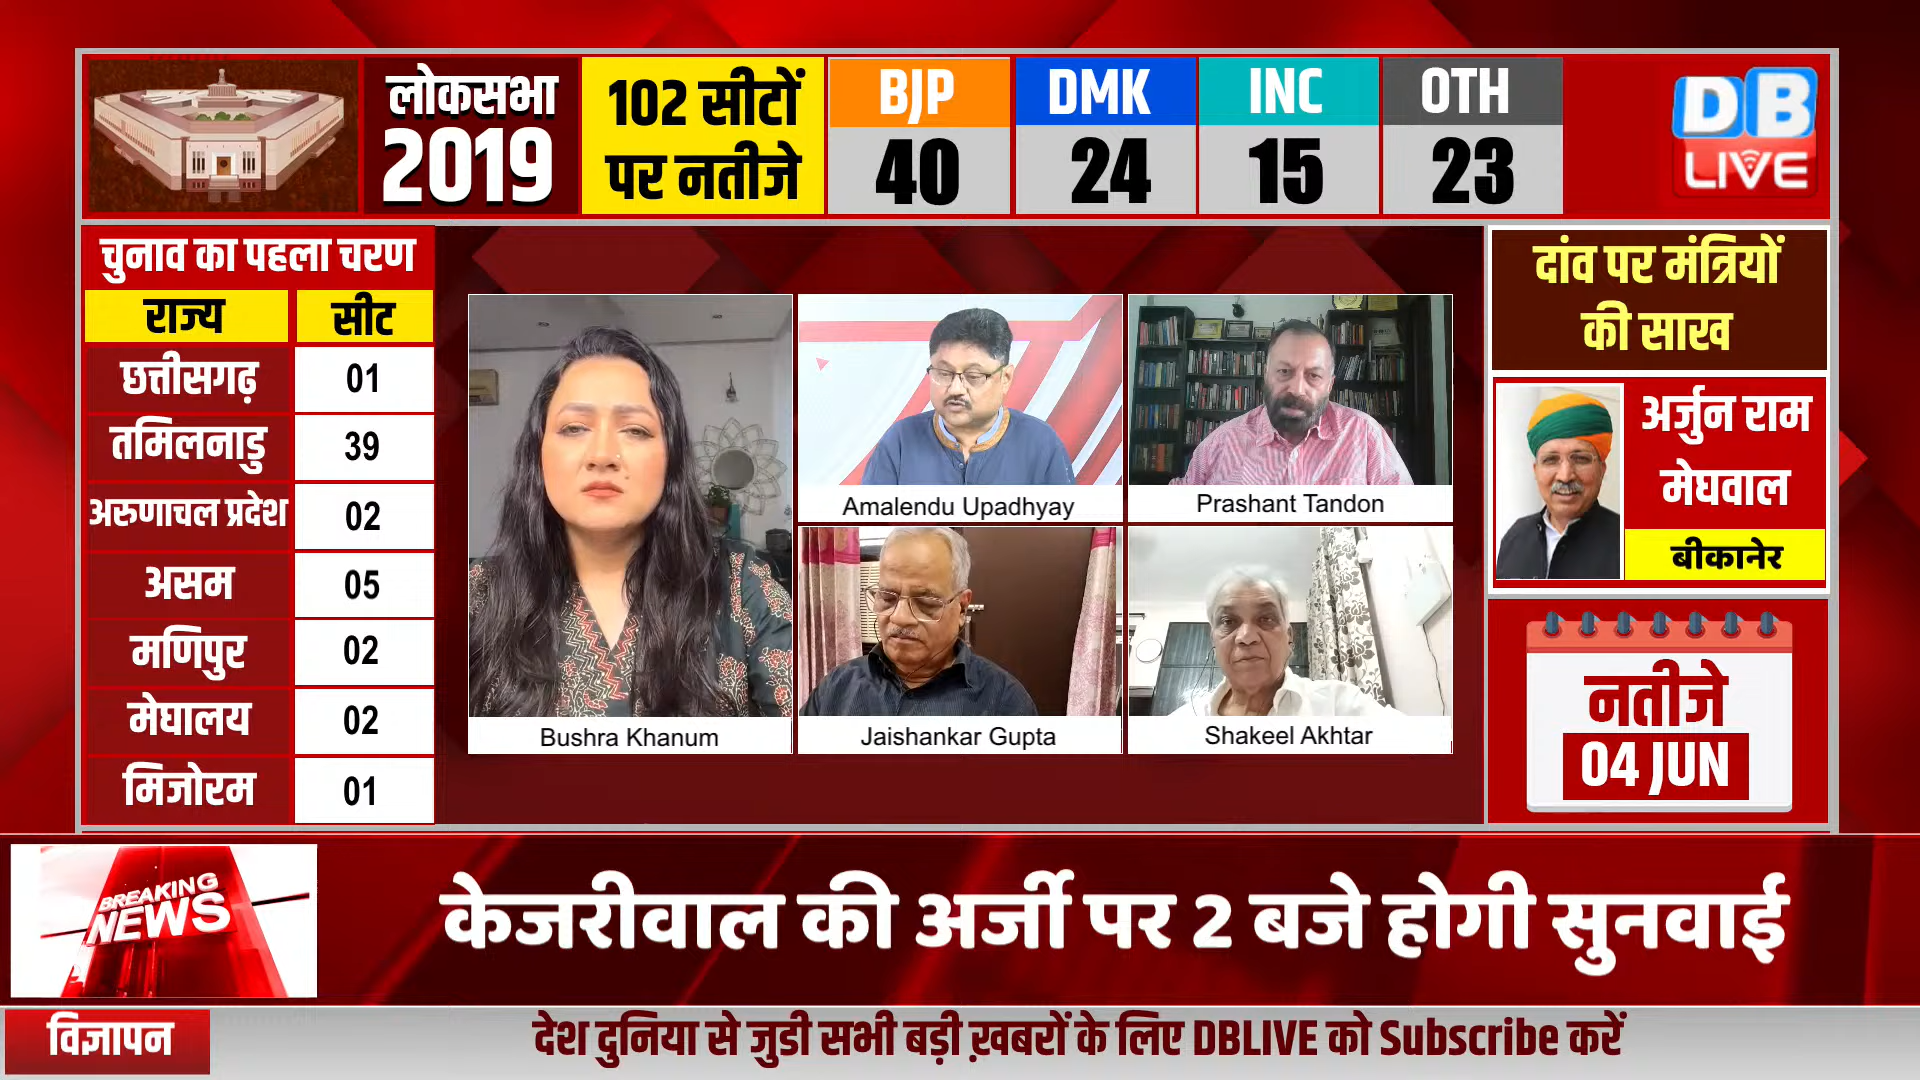 लोकसभा
2019
102 सीटों
पर नतीजे
BJP
40
DMK
24
INC
15
OTH
23
DB
LIVE
चुनाव का पहला चरण
राज्य सीट
छत्तीसगढ़ 01
तमिलनाडु 39
अरुणाचल प्रदेश 02
असम 05
मणिपुर 02
मेघालय 02
मिजोरम 01
Amalendu Upadhyay
Prashant Tandon
Bushra Khanum
Jaishankar Gupta
Shakeel Akhtar
दांव पर मंत्रियों
की साख
अर्जुन राम
मेघवाल
बीकानेर
नतीजे
04 JUN
BREAKING
NEWS
केजरीवाल की अर्जी पर 2 बजे होगी सुनवाई
विज्ञापन
देश दुनिया से जुडी सभी बड़ी ख़बरों के लिए DBLIVE को Subscribe करें